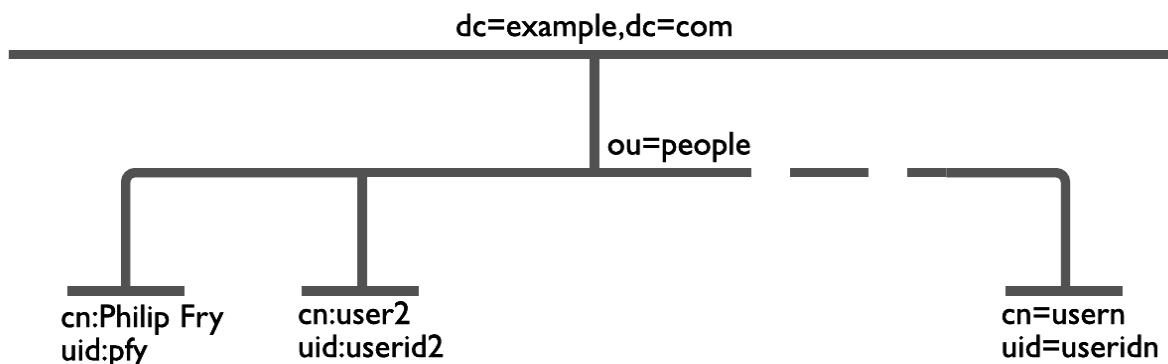 dc=example,dc=com
ou=people
cn:Philip Fry
uid:pfy
cn:user2
uid:userid2
cn=usern
uid=useridn